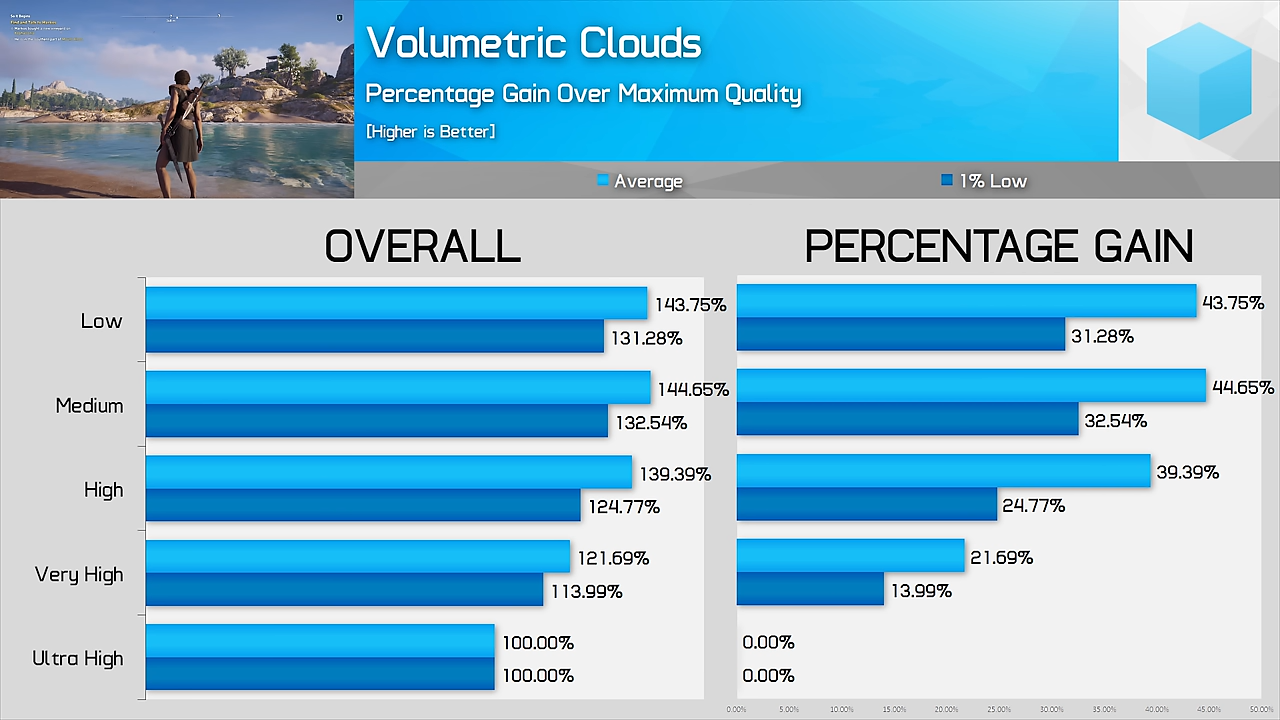 Volumetric Clouds
Percentage Gain Over Maximum Quality
[Higher is Better]
Average
1% Low
OVERALL
PERCENTAGE GAIN
Low
143.75%
131.28%
43.75%
31.28%
Medium
144.65%
132.54%
44.65%
32.54%
High
139.39%
124.77%
39.39%
24.77%
Very High
121.69%
113.99%
21.69%
13.99%
Ultra High
100.00%
100.00%
0.00%
0.00%
0.00% 5.00% 10.00% 15.00% 20.00% 25.00% 30.00% 35.00% 40.00% 45.00% 50.00%